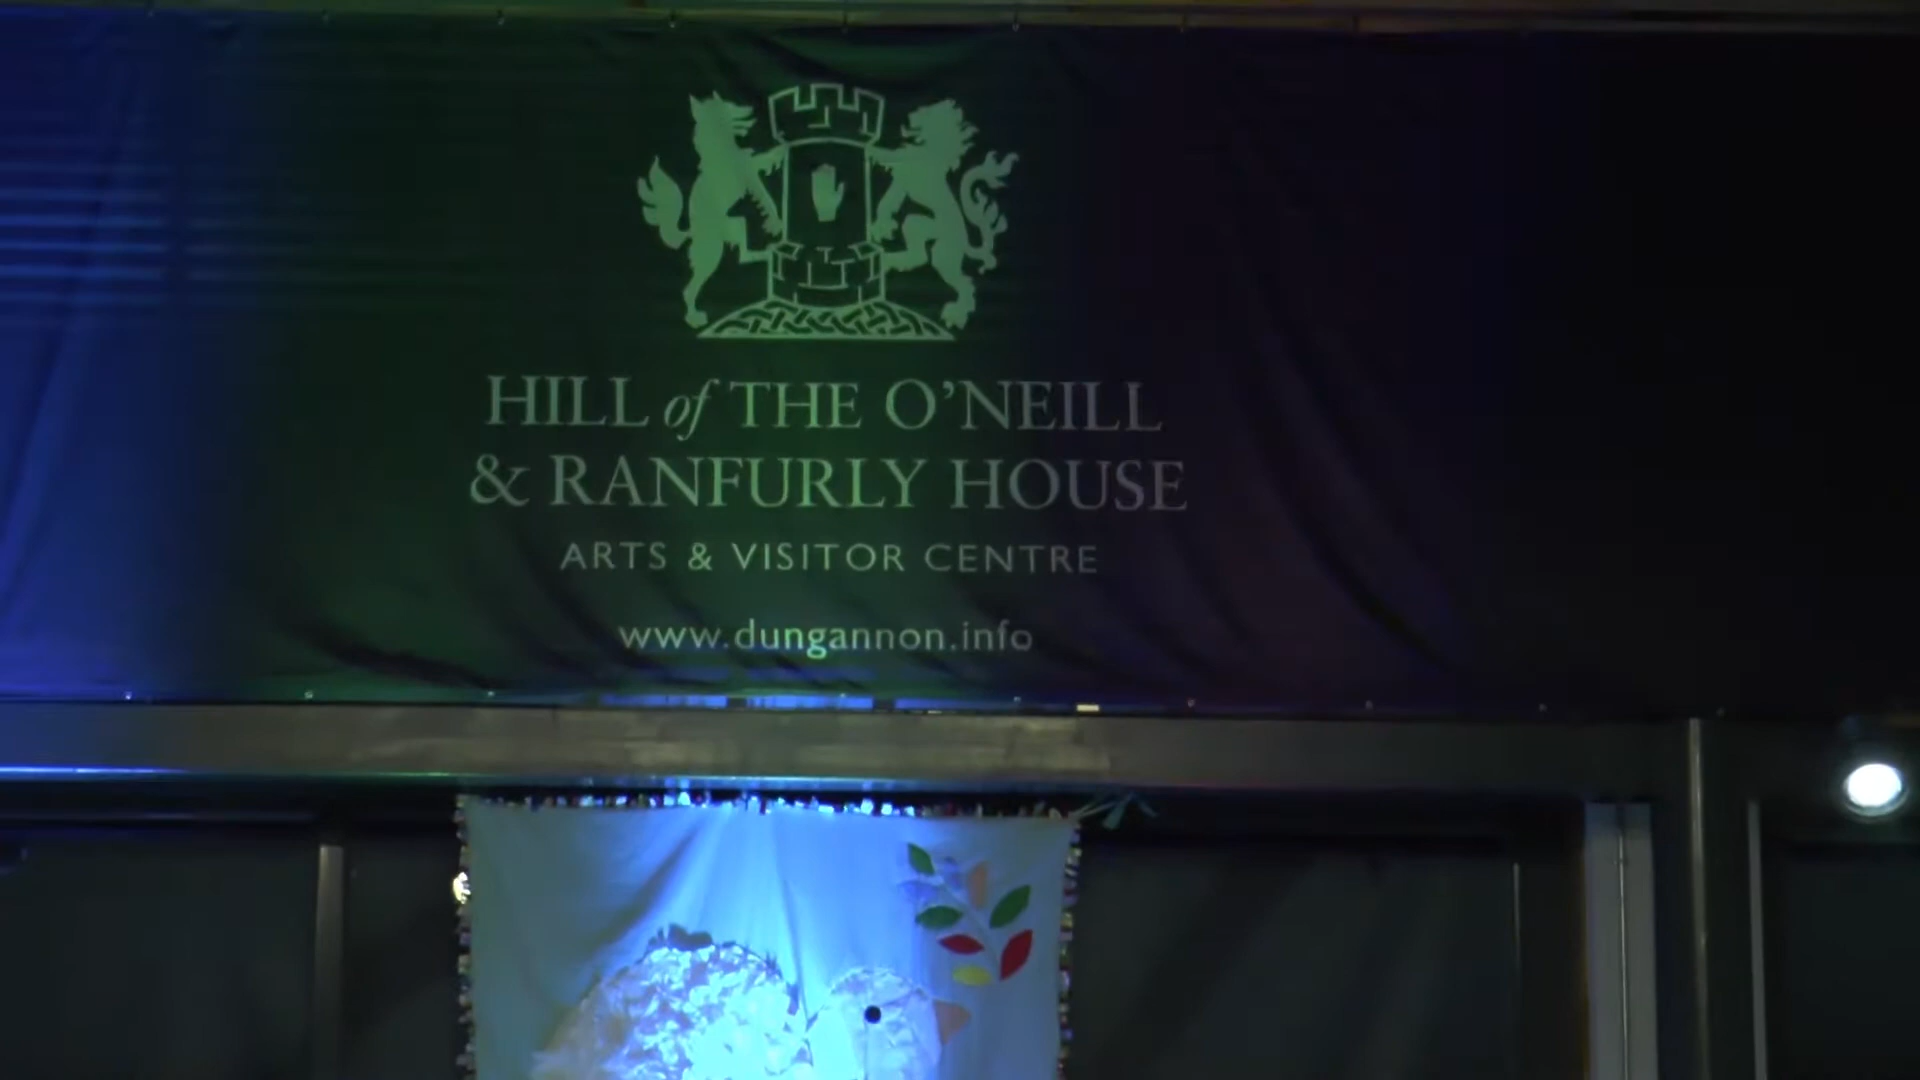 HILL of THE O'NEILL
& RANFURLY HOUSE
ARTS & VISITOR CENTRE
www.dungannon.info